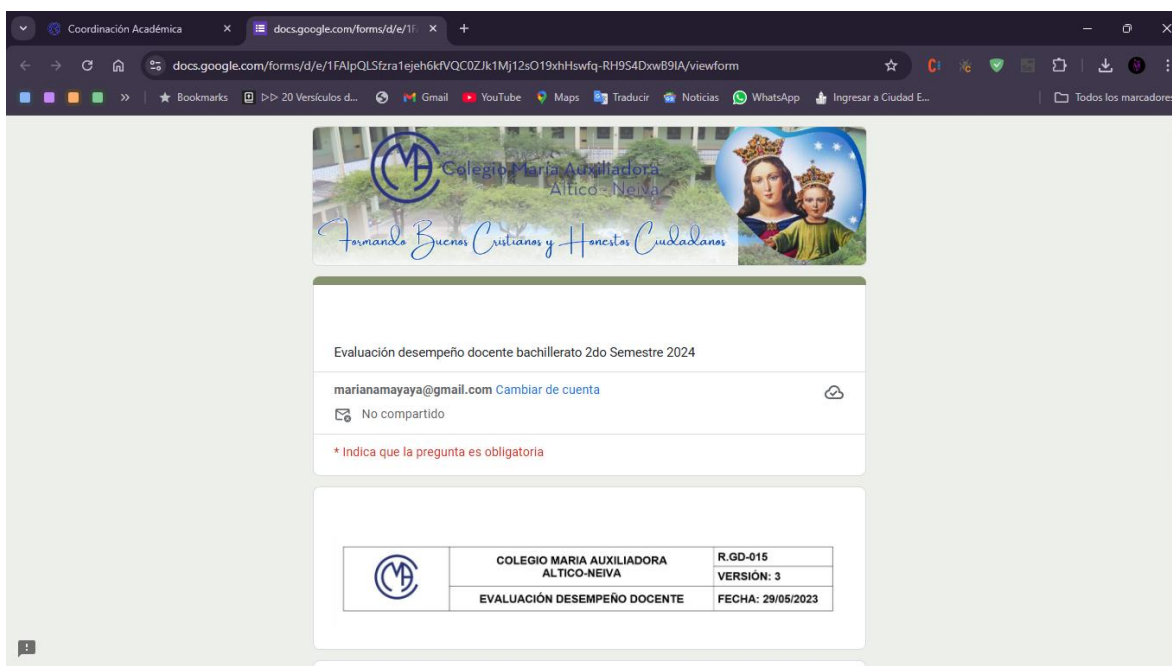 Coordinación Académica
docs.google.com/forms/d/e/1F
docs.google.com/forms/d/e/1FAIpQLSfzra1ejeh6kfVQC0ZJk1Mj12sO19xhHswfq-RH9S4DxwB9IA/viewform
Bookmarks ▷▷ 20 Versículos d... Gmail YouTube Maps Traducir Noticias WhatsApp Ingresar a Ciudad E... Todos los marcadores
Colegio María Auxiliadora
Altico - Neiva
Formando Buenos Cristianos y Honestos Ciudadanos
Evaluación desempeño docente bachillerato 2do Semestre 2024
marianamayaya@gmail.com Cambiar de cuenta
No compartido
* Indica que la pregunta es obligatoria
COLEGIO MARIA AUXILIADORA
ALTICO-NEIVA
EVALUACIÓN DESEMPEÑO DOCENTE
R.GD-015
VERSIÓN: 3
FECHA: 29/05/2023